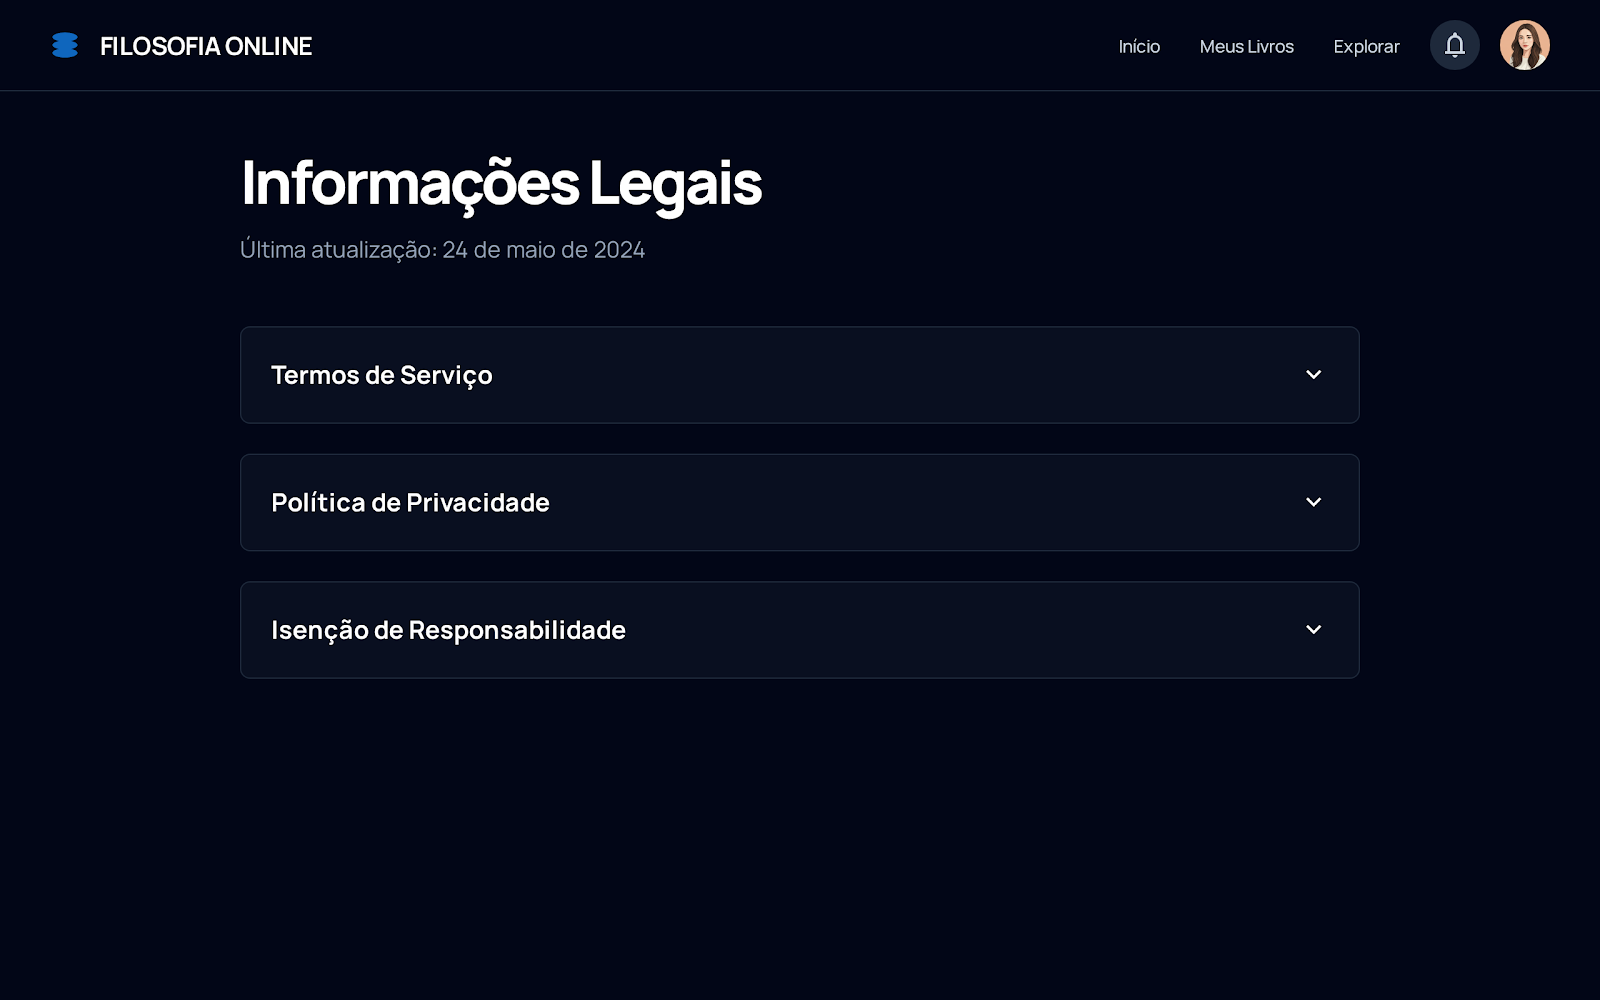 FILOSOFIA ONLINE
Início
Meus Livros
Explorar
Informações Legais
Última atualização: 24 de maio de 2024
Termos de Serviço
Política de Privacidade
Isenção de Responsabilidade